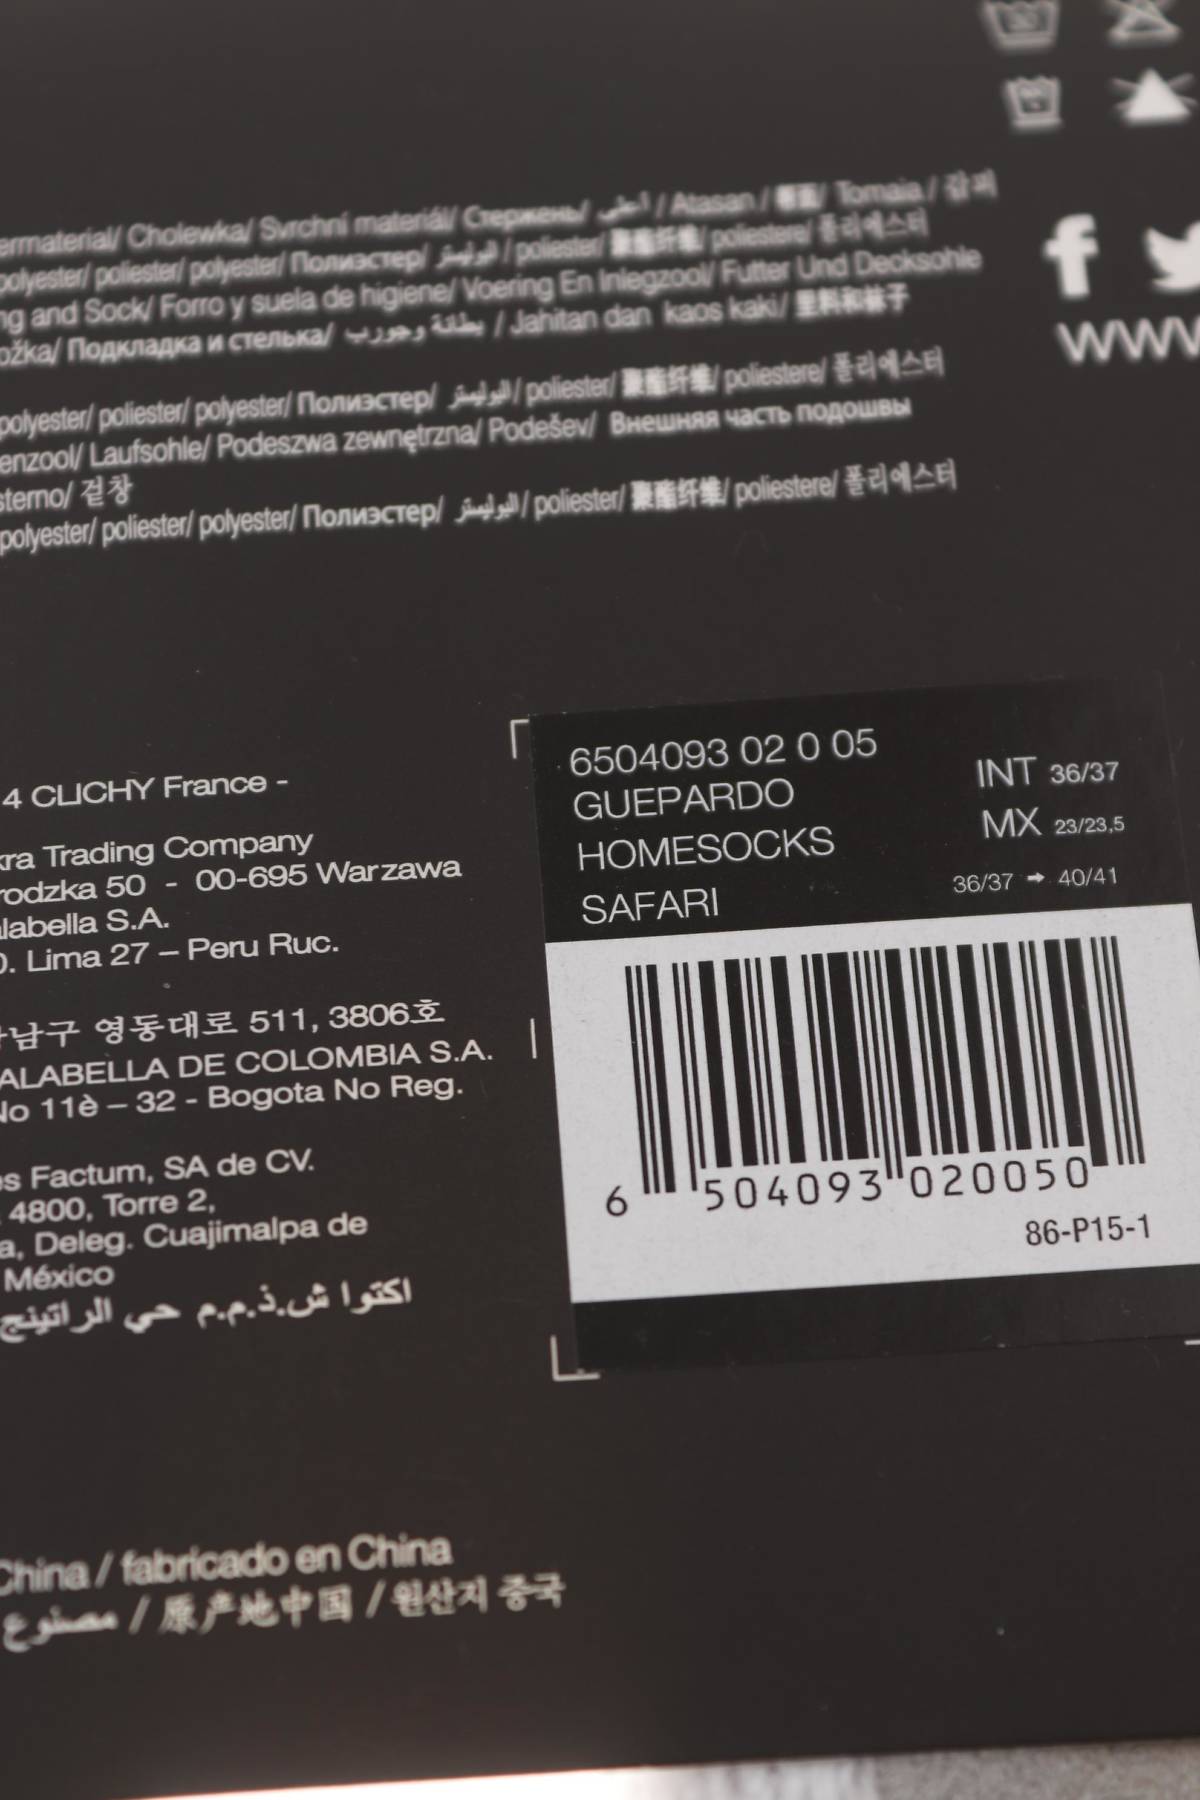 ermaterial/ Cholewka/ Svrchní materiál/ Стержень/ أعلى / Atasan / 鞋面/ Tomaia / 갑피
polyester/ poliester/ polyester/ Полиэстер/ البوليستر / poliester/ 聚酯纤维/ poliestere/ 폴리에스터
ng and Sock/ Forro y suela de higiene/ Voering En Inlegzool/ Futter Und Decksohle
ožka/ Подкладка и стелька/ بطانة وجورب / Jahitan dan kaos kaki/ 里料和袜子
polyester/ poliester/ polyester/ Полиэстер/ البوليستر / poliester/ 聚酯纤维/ poliestere/ 폴리에스터
enzool/ Laufsohle/ Podeszwa zewnętrzna/ Podešev/ Внешняя часть подошвы
sterno/ 겉창
polyester/ poliester/ polyester/ Полиэстер/ البوليستر / poliester/ 聚酯纤维/ poliestere/ 폴리에스터
www
4 CLICHY France -
kra Trading Company
rodzka 50 - 00-695 Warzawa
alabella S.A.
O. Lima 27 – Peru Ruc.
강남구 영동대로 511, 3806호
ALABELLA DE COLOMBIA S.A.
No 11è – 32 - Bogota No Reg.
es Factum, SA de CV.
4800, Torre 2,
a, Deleg. Cuajimalpa de
México
اكتوا ش.ذ.م.م حي الراتينج
6504093 02 0 05
GUEPARDO
HOMESOCKS
SAFARI
INT 36/37
MX 23/23,5
36/37 ➞ 40/41
6 504093 020050
86-P15-1
China / fabricado en China
مصنوع / 原产地中国 / 원산지 중국